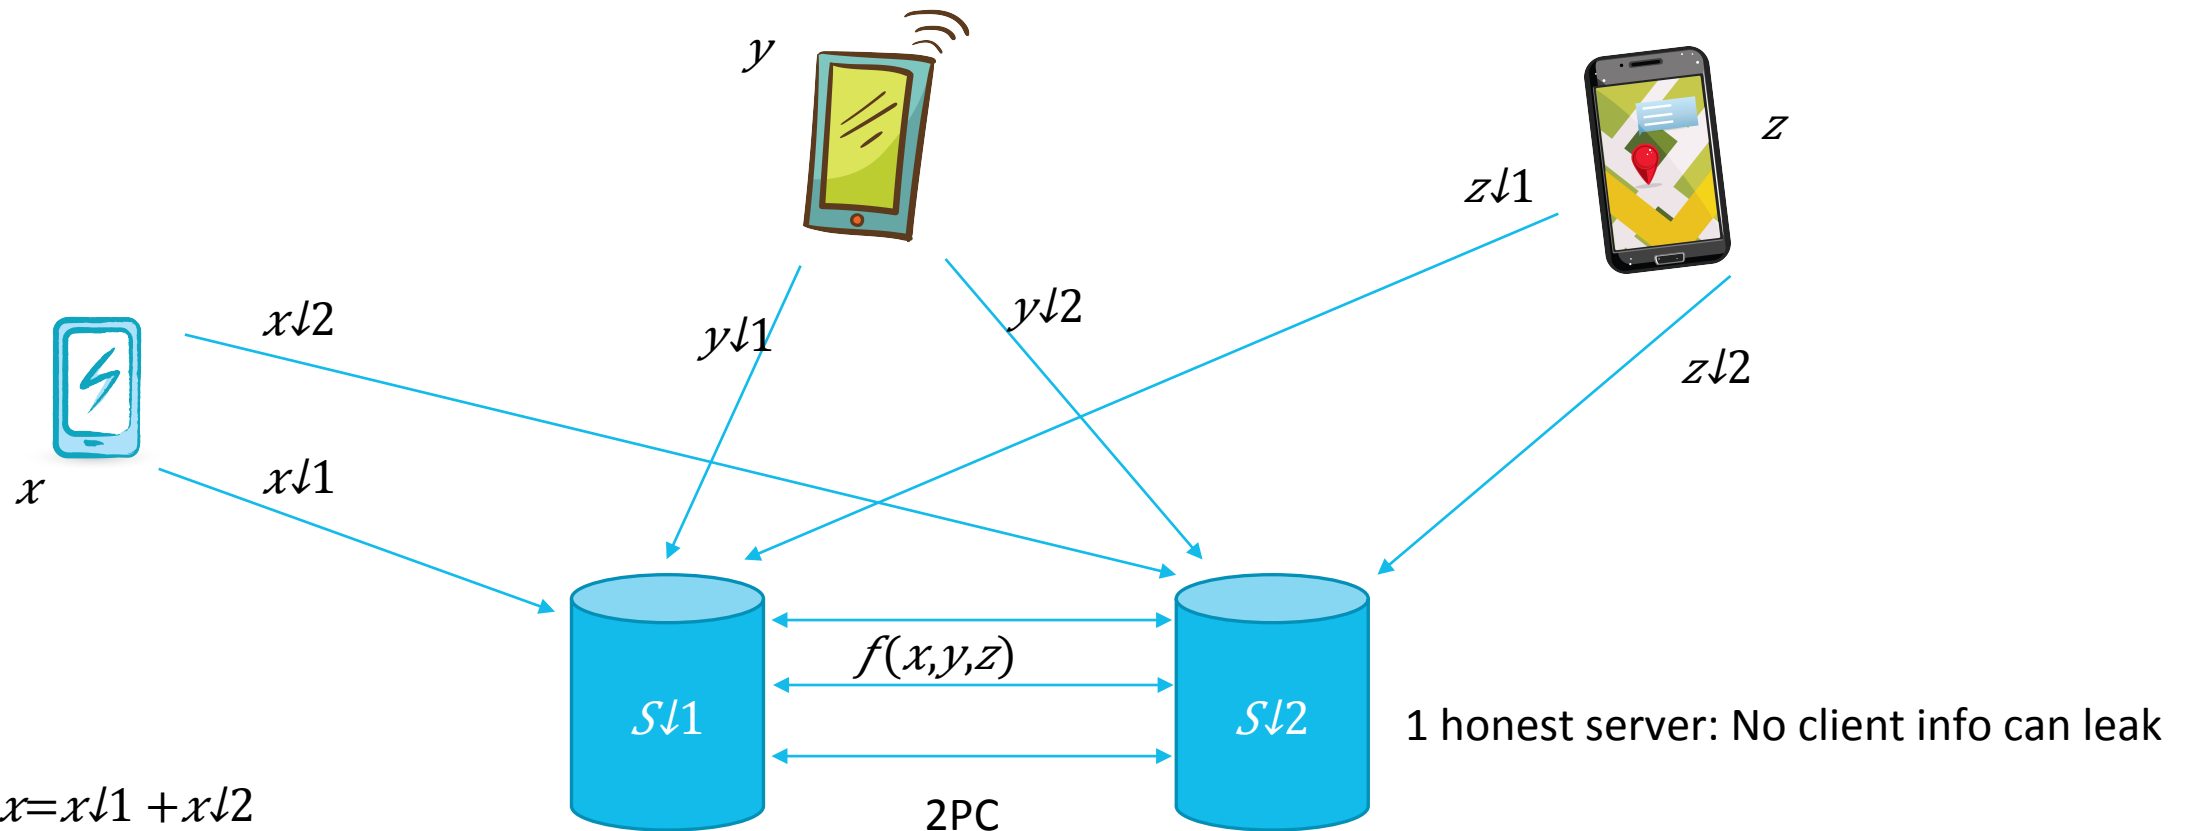 y
z
z↓1
x↓2
y↓1
y↓2
z↓2
x
x↓1
f(x,y,z)
S↓1
S↓2
1 honest server: No client info can leak
x=x↓1 +x↓2
2PC